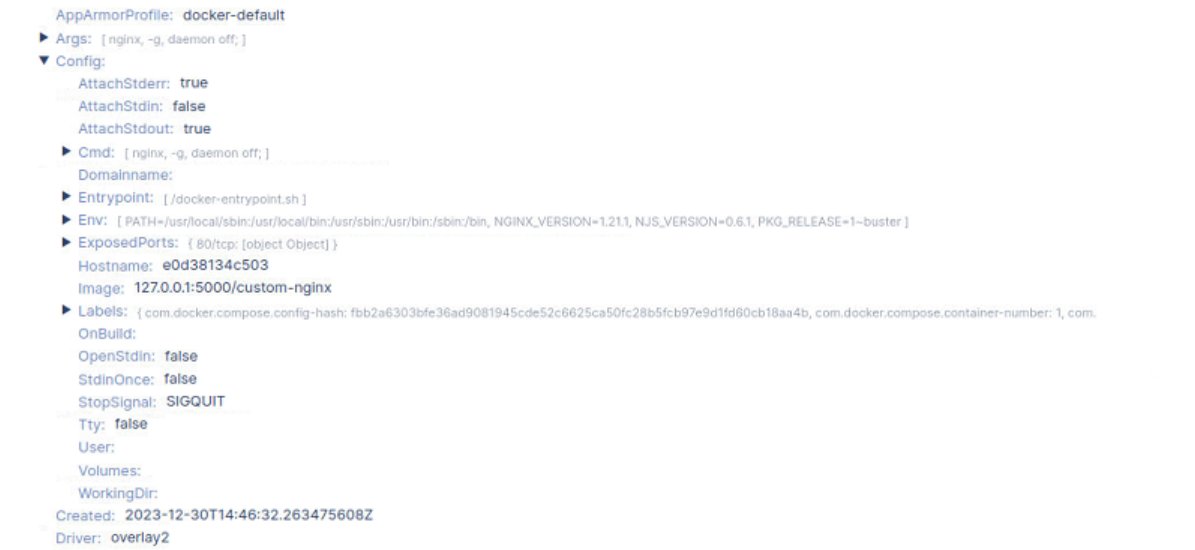 AppArmorProfile: docker-default
Args: [ nginx, -g, daemon off; ]
Config:
AttachStderr: true
AttachStdin: false
AttachStdout: true
Cmd: [ nginx, -g, daemon off; ]
Domainname:
Entrypoint: [ /docker-entrypoint.sh ]
Env: [ PATH=/usr/local/sbin:/usr/local/bin:/usr/sbin:/usr/bin:/sbin:/bin, NGINX_VERSION=1.21.1, NJS_VERSION=0.6.1, PKG_RELEASE=1~buster ]
ExposedPorts: { 80/tcp: [object Object] }
Hostname: e0d38134c503
Image: 127.0.0.1:5000/custom-nginx
Labels: { com.docker.compose.config-hash: fbb2a6303bfe36ad9081945cde52c6625ca50fc28b5fcb97e9d1fd60cb18aa4b, com.docker.compose.container-number: 1, com.
OnBuild:
OpenStdin: false
StdinOnce: false
StopSignal: SIGQUIT
Tty: false
User:
Volumes:
WorkingDir:
Created: 2023-12-30T14:46:32.263475608Z
Driver: overlay2